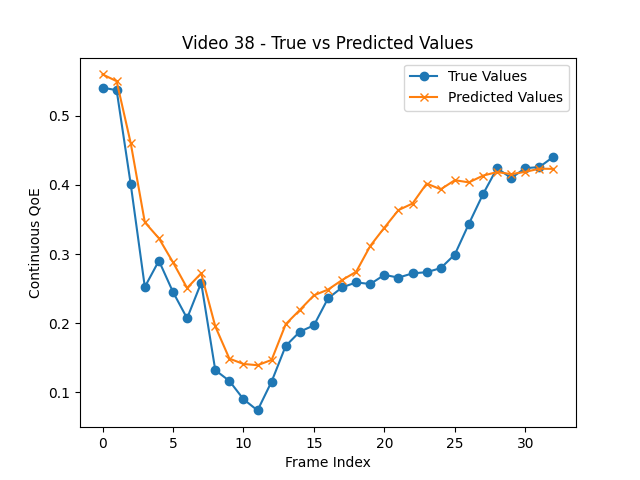 Video 38 - True vs Predicted Values
True Values
Predicted Values
Continuous QoE
0.5
0.4
0.3
0.2
0.1
0 5 10 15 20 25 30
Frame Index